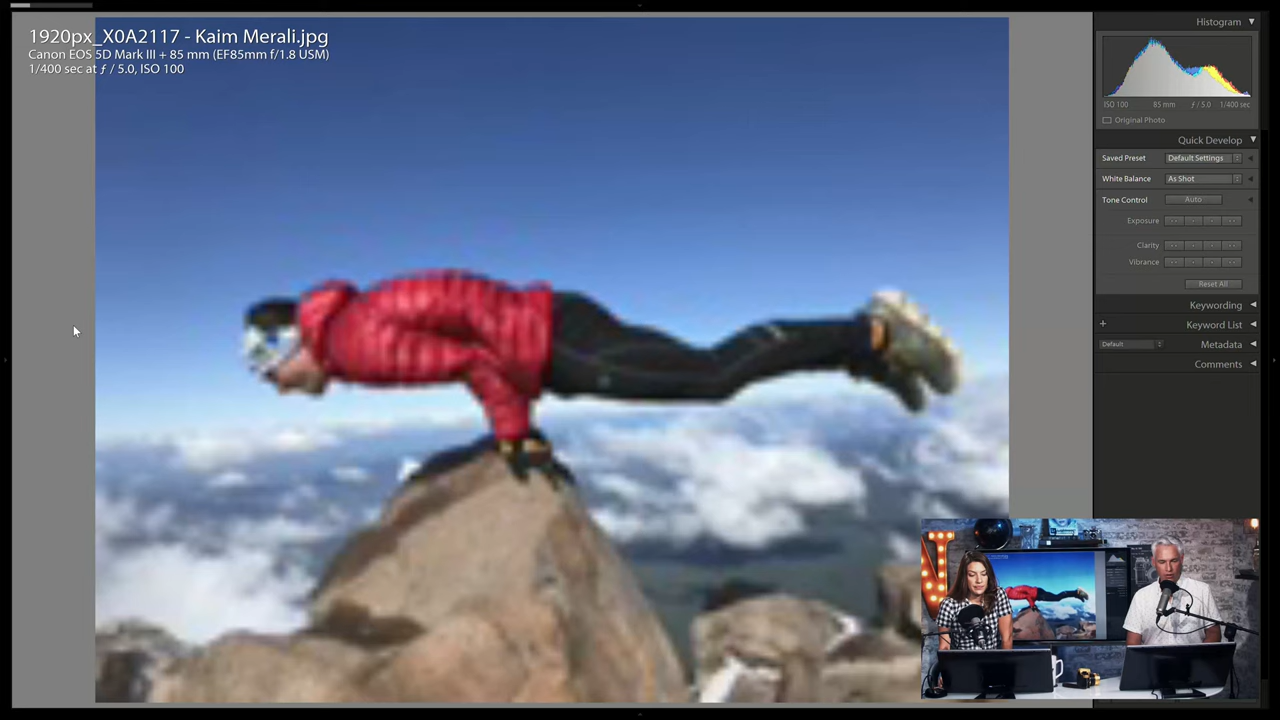 1920px_X0A2117 - Kaim Merali.jpg
Canon EOS 5D Mark III + 85 mm (EF85mm f/1.8 USM)
1/400 sec at ƒ / 5.0, ISO 100
Histogram
ISO 100 85 mm ƒ / 5.0 1/400 sec
Original Photo
Quick Develop
Saved Preset Default Settings
White Balance As Shot
Tone Control Auto
Exposure
Clarity
Vibrance
Reset All
Keywording
+ Keyword List
Default Metadata
Comments
N